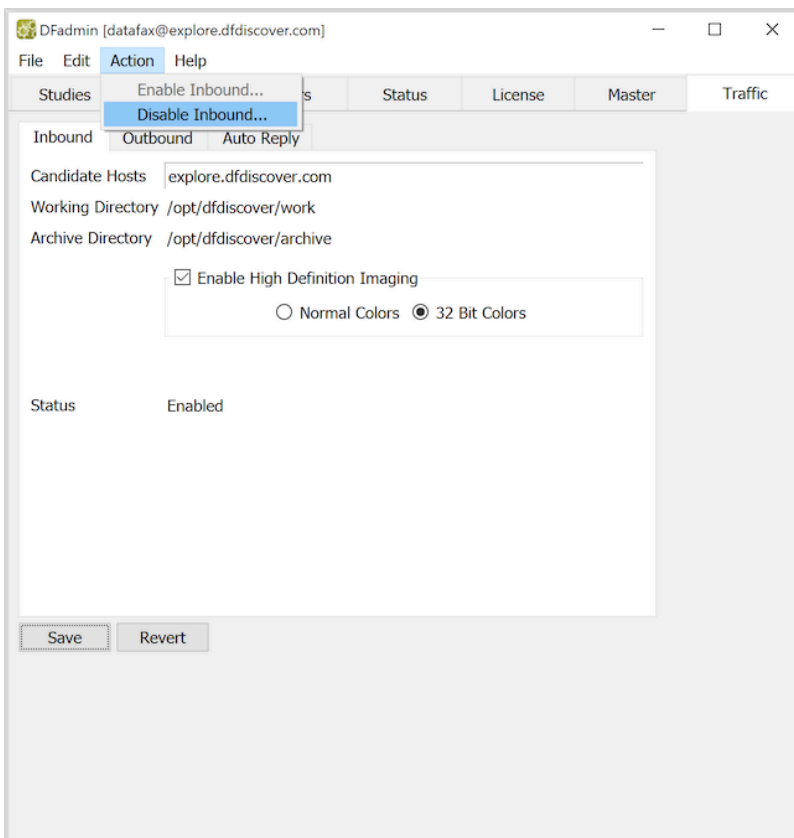 DFadmin [datafax@explore.dfdiscover.com]
File Edit Action Help
Studies Status License Master Traffic
Enable Inbound...
Disable Inbound...
Inbound Outbound Auto Reply
Candidate Hosts explore.dfdiscover.com
Working Directory /opt/dfdiscover/work
Archive Directory /opt/dfdiscover/archive
Enable High Definition Imaging
Normal Colors 32 Bit Colors
Status Enabled
Save Revert